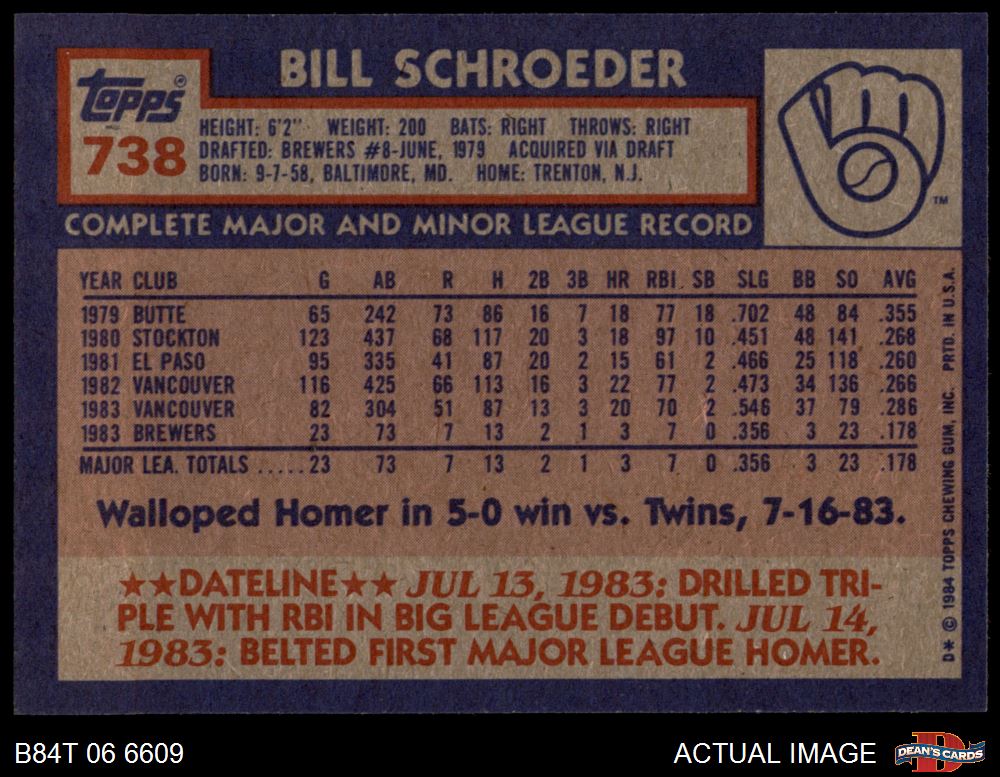 BILL SCHROEDER
Topps®
738
HEIGHT: 6'2" WEIGHT: 200 BATS: RIGHT THROWS: RIGHT
DRAFTED: BREWERS #8-JUNE, 1979 ACQUIRED VIA DRAFT
BORN: 9-7-58, BALTIMORE, MD. HOME: TRENTON, N.J.
TM
COMPLETE MAJOR AND MINOR LEAGUE RECORD
YEAR CLUB G AB R H 2B 3B HR RBI. SB SLG BB SO AVG
1979 BUTTE 65 242 73 86 16 7 18 77 18 .702 48 84 .355
1980 STOCKTON 123 437 68 117 20 3 18 97 10 .451 48 141 .268
1981 EL PASO 95 335 41 87 20 2 15 61 2 .466 25 118 .260
1982 VANCOUVER 116 425 66 113 16 3 22 77 2 .473 34 136 .266
1983 VANCOUVER 82 304 51 87 13 3 20 70 2 .546 37 79 .286
1983 BREWERS 23 73 7 13 2 1 3 7 0 .356 3 23 .178
MAJOR LEA. TOTALS .....23 73 7 13 2 1 3 7 0 .356 3 23 .178
Walloped Homer in 5-0 win vs. Twins, 7-16-83.
★★DATELINE★★ JUL 13, 1983: DRILLED TRI-
PLE WITH RBI IN BIG LEAGUE DEBUT. JUL 14,
1983: BELTED FIRST MAJOR LEAGUE HOMER.
D* © 1984 TOPPS CHEWING GUM, INC. PRTD. IN U.S.A.
B84T 06 6609
ACTUAL IMAGE
DEAN'S CARDS